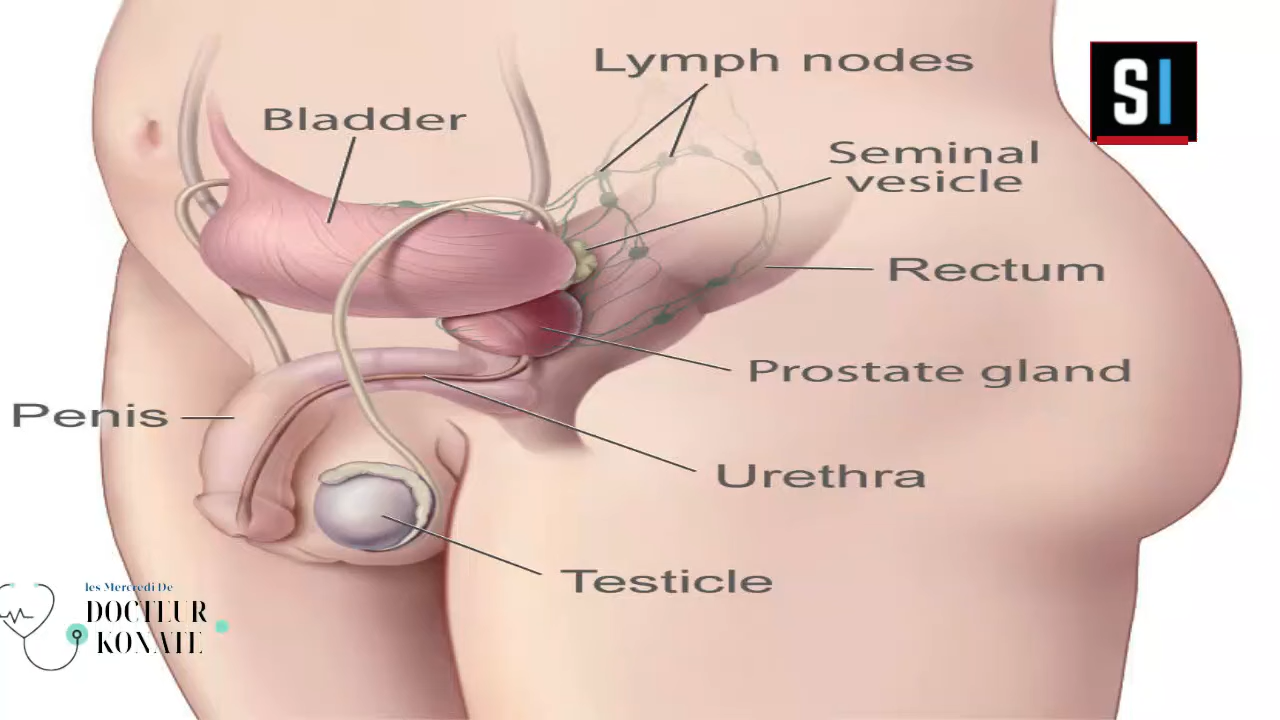 Lymph nodes
SI
Bladder
Seminal
vesicle
Rectum
Prostate gland
Penis
Urethra
Testicle
les Mercredi De
DOCTEUR
KONATE